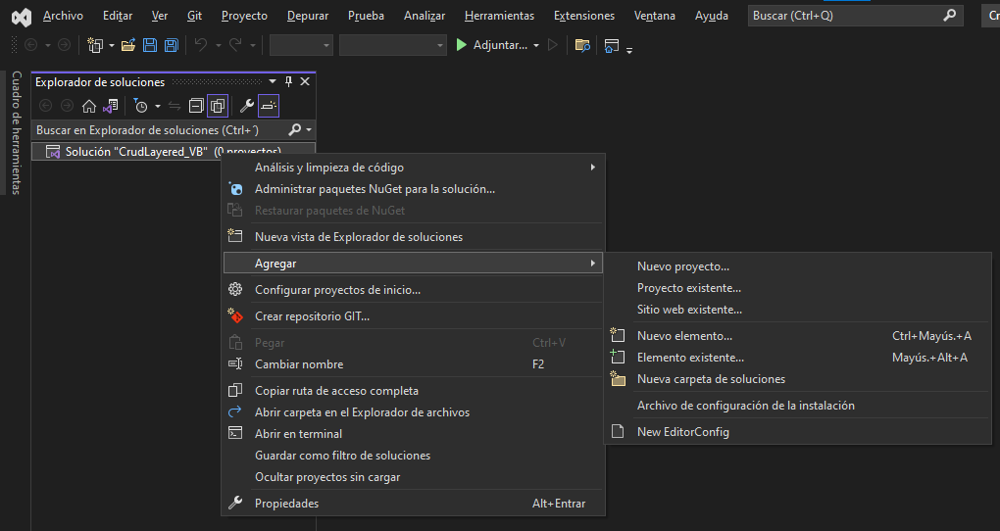 Archivo Editar Ver Git Proyecto Depurar Prueba Analizar Herramientas Extensiones Ventana Ayuda Buscar (Ctrl+Q) Cr
Adjuntar...
Cuadro de herramientas
Explorador de soluciones
Buscar en Explorador de soluciones (Ctrl+´)
Solución "CrudLayered_VB" (0 proyectos)
Análisis y limpieza de código
Administrar paquetes NuGet para la solución...
Restaurar paquetes de NuGet
Nueva vista de Explorador de soluciones
Agregar
Configurar proyectos de inicio...
Crear repositorio GIT...
Pegar Ctrl+V
Cambiar nombre F2
Copiar ruta de acceso completa
Abrir carpeta en el Explorador de archivos
Abrir en terminal
Guardar como filtro de soluciones
Ocultar proyectos sin cargar
Propiedades Alt+Entrar
Nuevo proyecto...
Proyecto existente...
Sitio web existente...
Nuevo elemento... Ctrl+Mayús.+A
Elemento existente... Mayús.+Alt+A
Nueva carpeta de soluciones
Archivo de configuración de la instalación
New EditorConfig